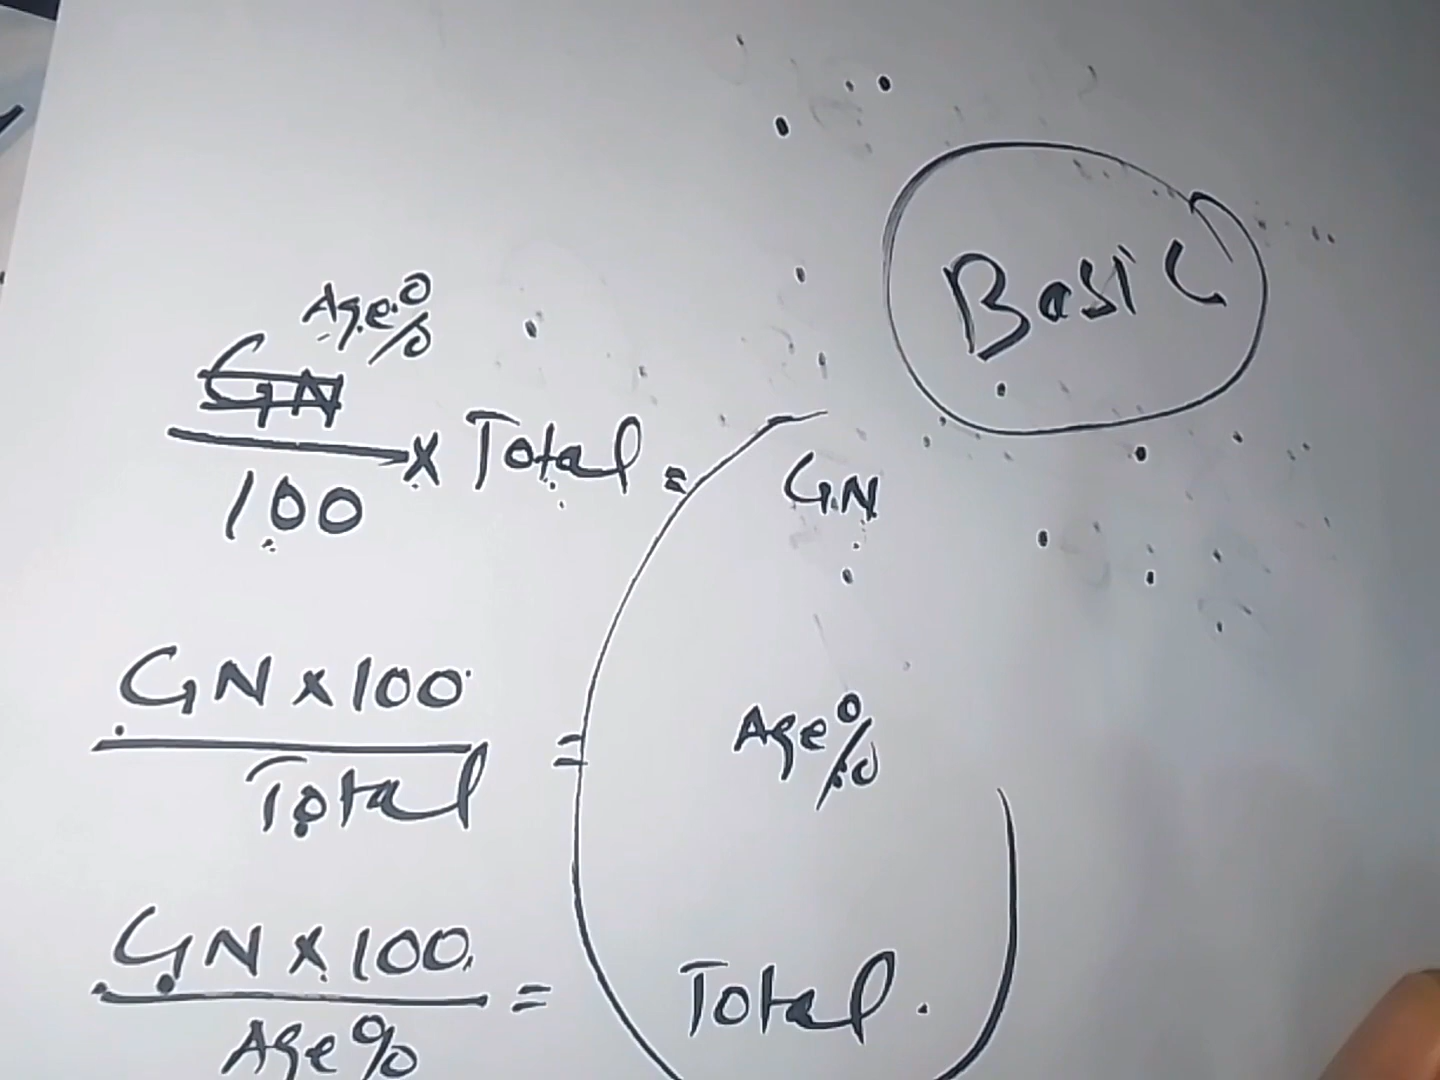 Basic
Age%
GN
100 × Total = GN
GN × 100
Total = Age%
GN × 100
Age% = Total.